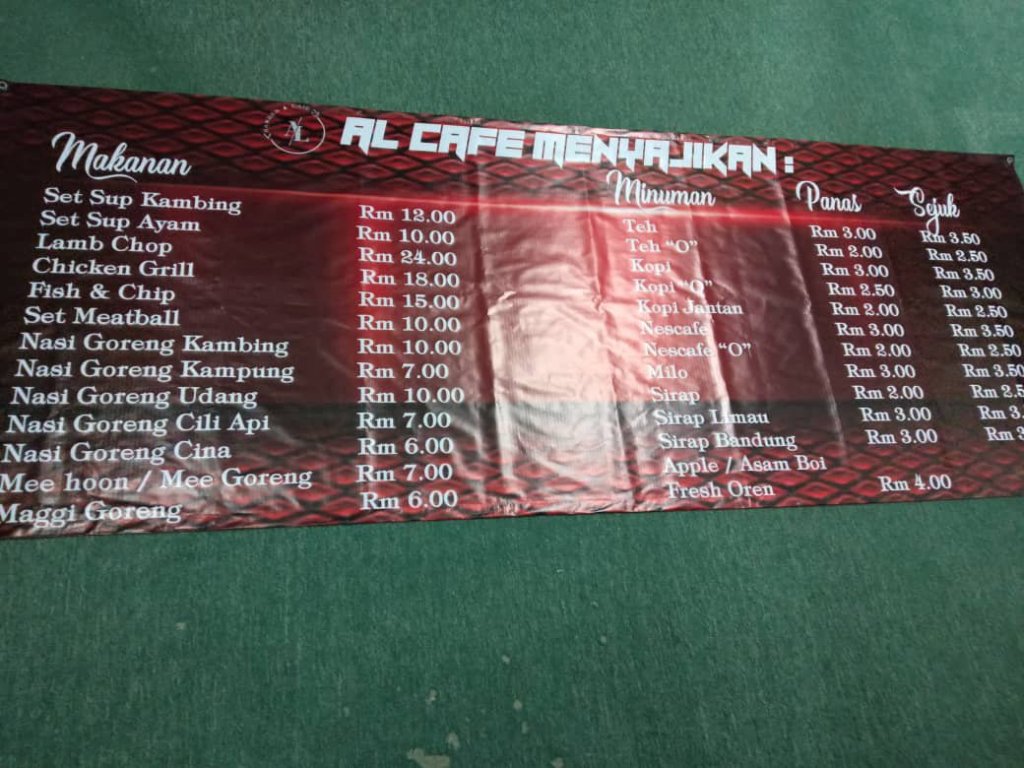 AL CAFE MENYAJIKAN :
Makanan
Set Sup Kambing Rm 12.00
Set Sup Ayam Rm 10.00
Lamb Chop Rm 24.00
Chicken Grill Rm 18.00
Fish & Chip Rm 15.00
Set Meatball Rm 10.00
Nasi Goreng Kambing Rm 10.00
Nasi Goreng Kampung Rm 7.00
Nasi Goreng Udang Rm 10.00
Nasi Goreng Cili Api Rm 7.00
Nasi Goreng Cina Rm 6.00
Mee hoon / Mee Goreng Rm 7.00
Maggi Goreng Rm 6.00
Minuman Panas Sejuk
Teh Rm 3.00 Rm 3.50
Teh “O” Rm 2.00 Rm 2.50
Kopi Rm 3.00 Rm 3.50
Kopi “O” Rm 2.50 Rm 3.00
Kopi Jantan Rm 2.00 Rm 2.50
Nescafe Rm 3.00 Rm 3.50
Nescafe “O” Rm 2.00 Rm 2.50
Milo Rm 3.00 Rm 3.50
Sirap Rm 2.00 Rm 2.5
Sirap Limau Rm 3.00 Rm 3.
Sirap Bandung Rm 3.00 Rm 3
Apple / Asam Boi
Fresh Oren Rm 4.00